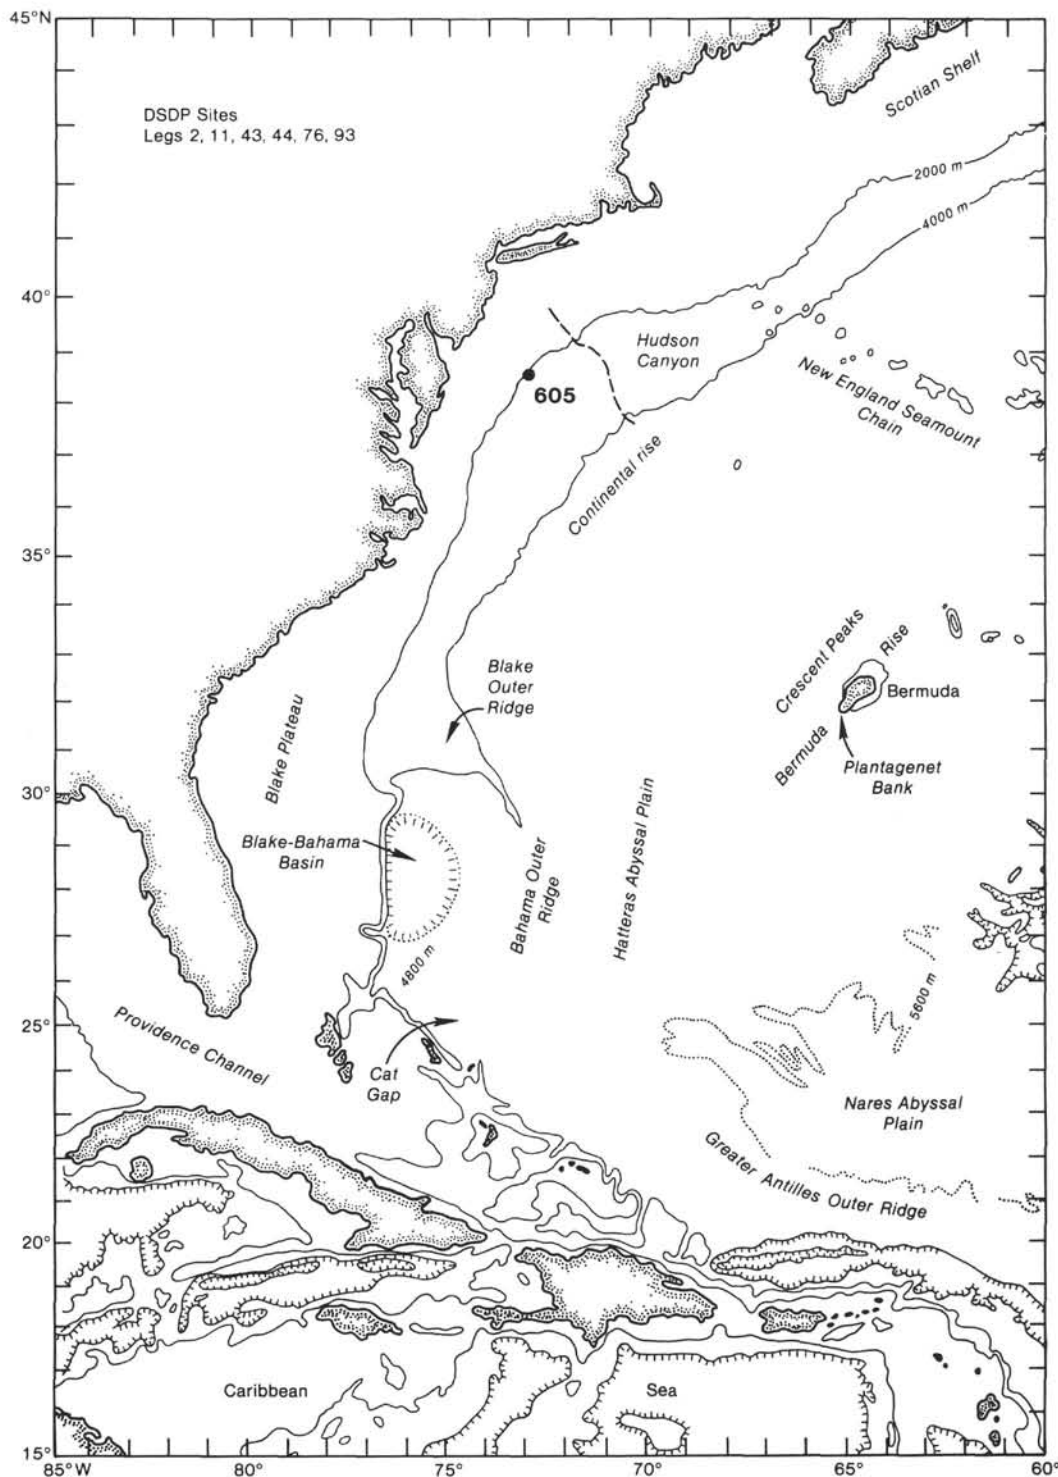 45°N
DSDP Sites
Legs 2, 11, 43, 44, 76, 93
Scotian Shelf
2000 m
4000 m
40°
Hudson
Canyon
605
New England Seamount
Chain
Continental rise
35°
Crescent Peaks
Rise
Blake
Outer
Ridge
Bermuda
Blake Plateau
Bermuda
Plantagenet
Bank
30°
Blake-Bahama
Basin
Bahama Outer
Ridge
Hatteras Abyssal Plain
4800 m
5600 m
25°
Providence Channel
Cat
Gap
Nares Abyssal
Plain
Greater Antilles Outer Ridge
20°
Caribbean
Sea
15°
85°W
80°
75°
70°
65°
60°